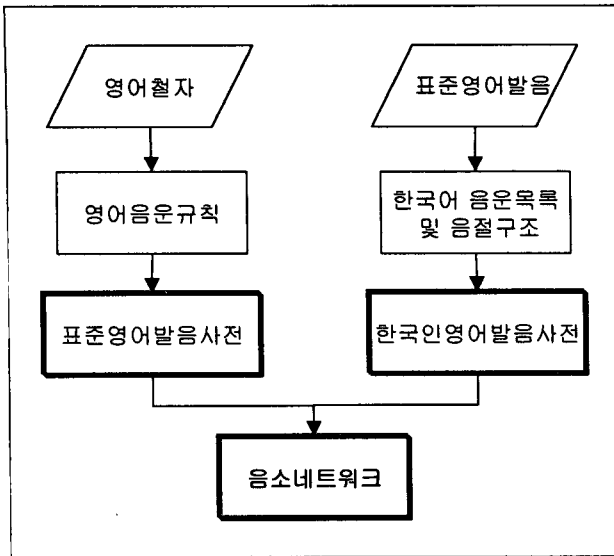 영어철자
표준영어발음
영어음운규칙
한국어 음운목록
및 음절구조
표준영어발음사전
한국인영어발음사전
음소네트워크